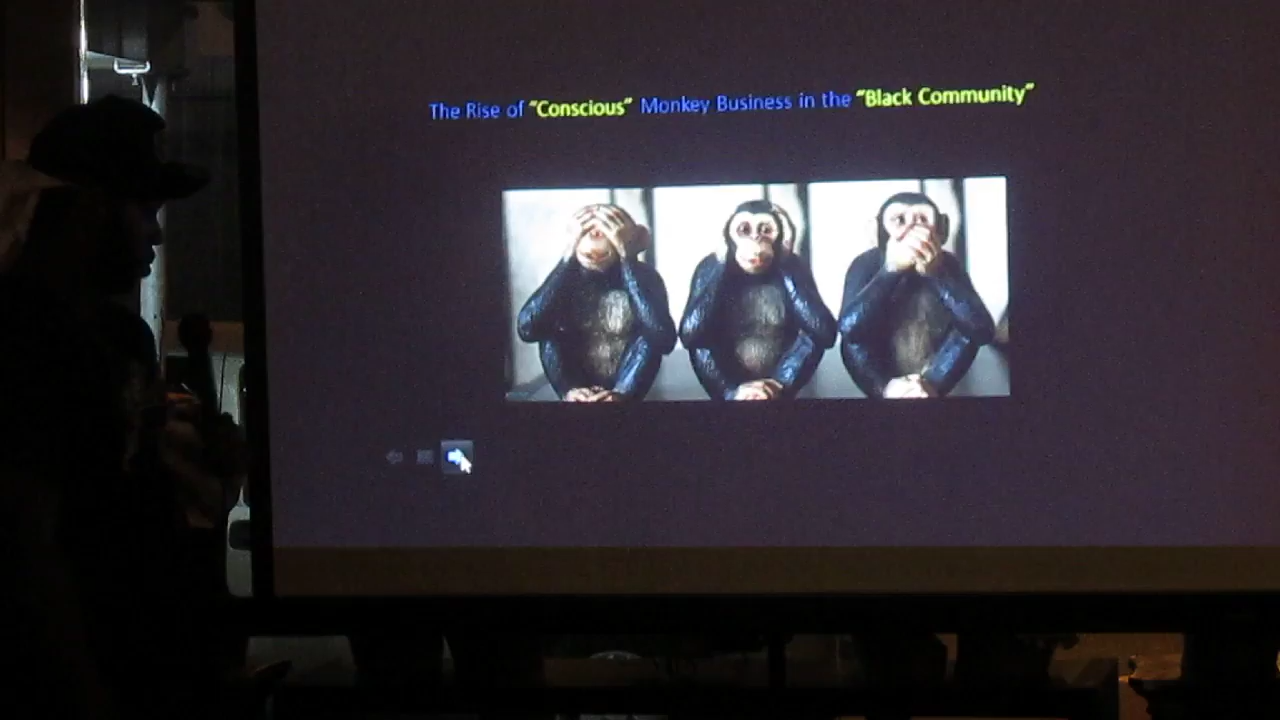 The Rise of “Conscious” Monkey Business in the “Black Community”